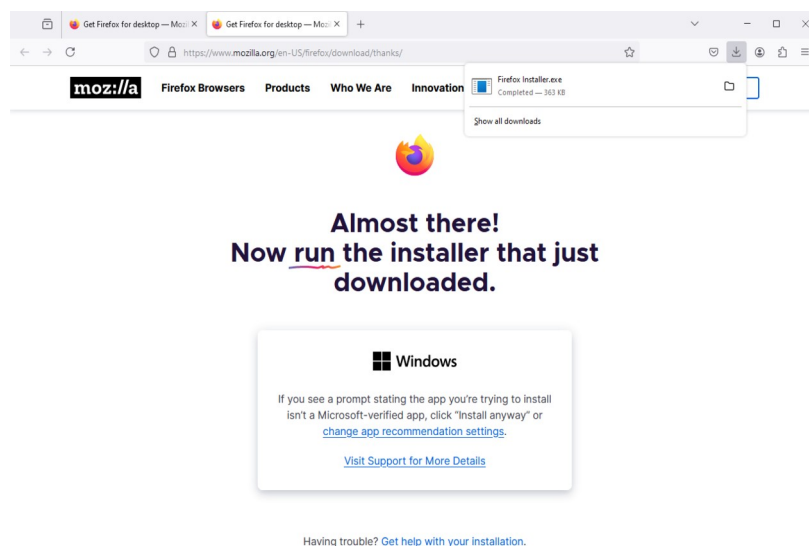 Get Firefox for desktop — Mozi
Get Firefox for desktop — Mozi
https://www.mozilla.org/en-US/firefox/download/thanks/
moz://a
Firefox Browsers
Products
Who We Are
Innovation
Firefox Installer.exe
Completed — 363 KB
Show all downloads
Almost there!
Now run the installer that just
downloaded.
Windows
If you see a prompt stating the app you're trying to install
isn't a Microsoft-verified app, click "Install anyway" or
change app recommendation settings.
Visit Support for More Details
Having trouble? Get help with your installation.